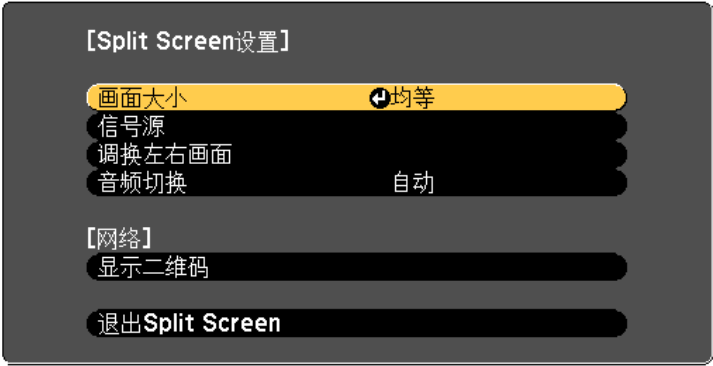 [Split Screen设置]
画面大小 均等
信号源
调换左右画面
音频切换 自动
[网络]
显示二维码
退出Split Screen